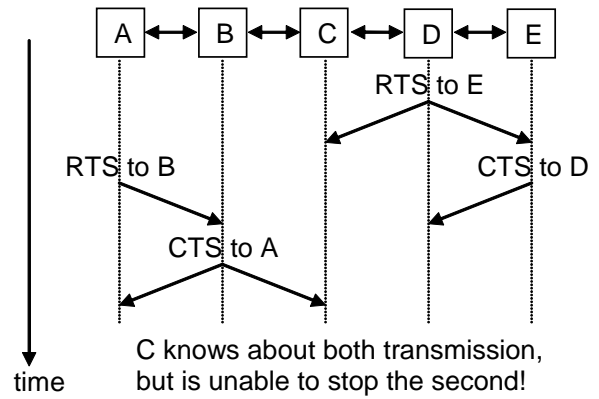 A B C D E
RTS to E
RTS to B
CTS to D
CTS to A
C knows about both transmission,
but is unable to stop the second!
time